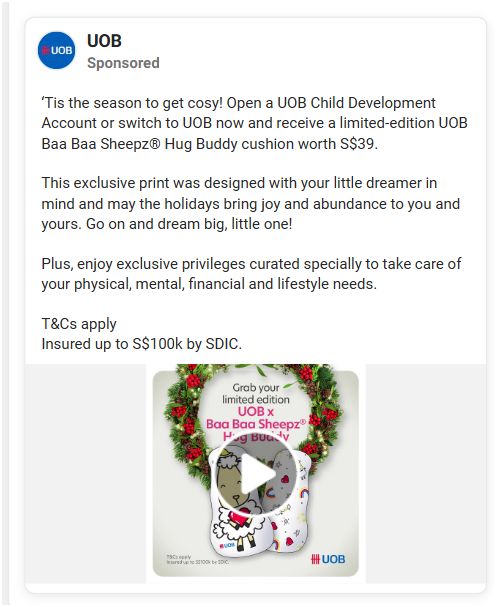 UOB
UOB
Sponsored
‘Tis the season to get cosy! Open a UOB Child Development
Account or switch to UOB now and receive a limited-edition UOB
Baa Baa Sheepz® Hug Buddy cushion worth S$39.
This exclusive print was designed with your little dreamer in
mind and may the holidays bring joy and abundance to you and
yours. Go on and dream big, little one!
Plus, enjoy exclusive privileges curated specially to take care of
your physical, mental, financial and lifestyle needs.
T&Cs apply
Insured up to S$100k by SDIC.
Grab your
limited edition
UOB x
Baa Baa Sheepz®
Hug Buddy
UOB
T&Cs apply
Insured up to S$100k by SDIC.
UOB